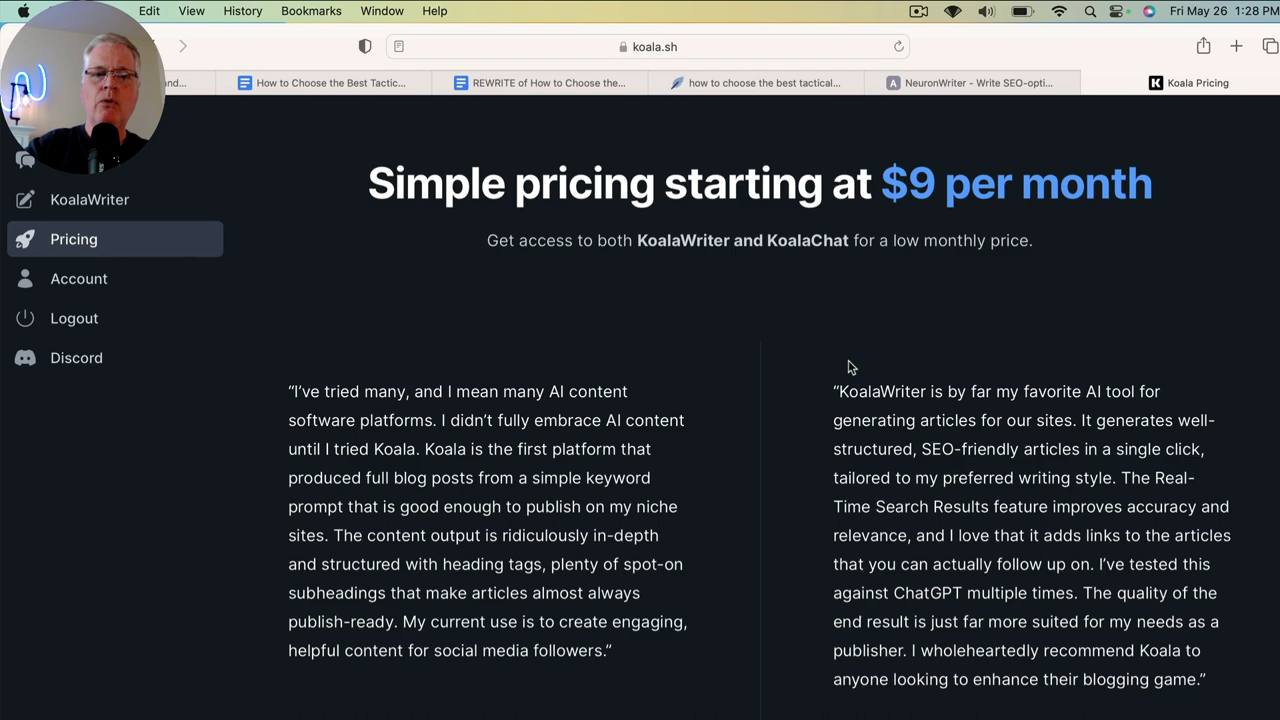 Edit View History Bookmarks Window Help Fri May 26 1:28 PM
koala.sh
and... How to Choose the Best Tactic... REWRITE of How to Choose the... how to choose the best tactical... A NeuronWriter - Write SEO-opti... K Koala Pricing
KoalaWriter
Pricing
Account
Logout
Discord
Simple pricing starting at $9 per month
Get access to both KoalaWriter and KoalaChat for a low monthly price.
“I’ve tried many, and I mean many AI content
software platforms. I didn’t fully embrace AI content
until I tried Koala. Koala is the first platform that
produced full blog posts from a simple keyword
prompt that is good enough to publish on my niche
sites. The content output is ridiculously in-depth
and structured with heading tags, plenty of spot-on
subheadings that make articles almost always
publish-ready. My current use is to create engaging,
helpful content for social media followers.”
“KoalaWriter is by far my favorite AI tool for
generating articles for our sites. It generates well-
structured, SEO-friendly articles in a single click,
tailored to my preferred writing style. The Real-
Time Search Results feature improves accuracy and
relevance, and I love that it adds links to the articles
that you can actually follow up on. I’ve tested this
against ChatGPT multiple times. The quality of the
end result is just far more suited for my needs as a
publisher. I wholeheartedly recommend Koala to
anyone looking to enhance their blogging game.”